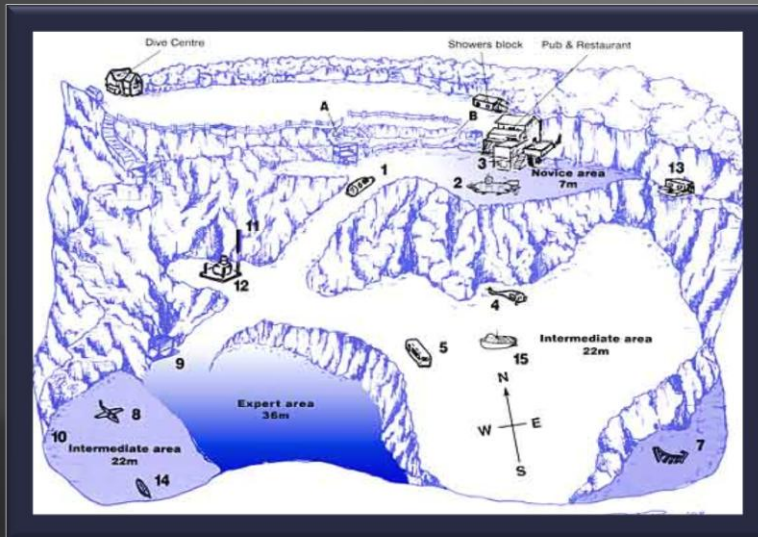 Dive Centre
Showers block
Pub & Restaurant
A
B
3
Novice area
7m
13
1
2
11
12
4
5
15
Intermediate area
22m
9
N
W E
S
Expert area
36m
8
10
Intermediate area
22m
14
7